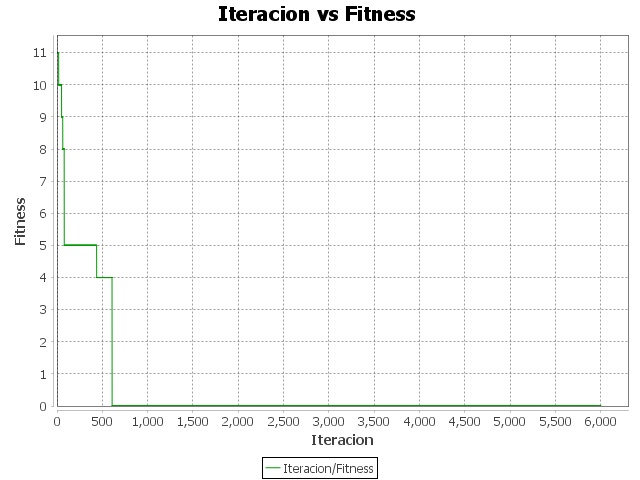 Iteracion vs Fitness
11
10
9
8
7
6
5
4
3
2
1
0
Fitness
0 500 1,000 1,500 2,000 2,500 3,000 3,500 4,000 4,500 5,000 5,500 6,000
Iteracion
Iteracion/Fitness